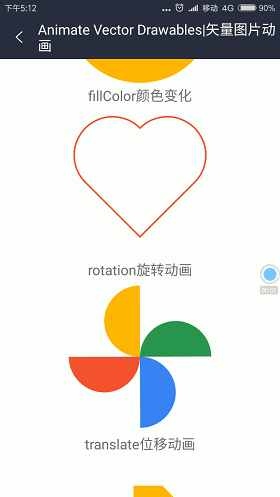 下午5:12
... 移动 4G 90%
Animate Vector Drawables|矢量图片动
画
fillColor颜色变化
rotation旋转动画
00:02
translate位移动画